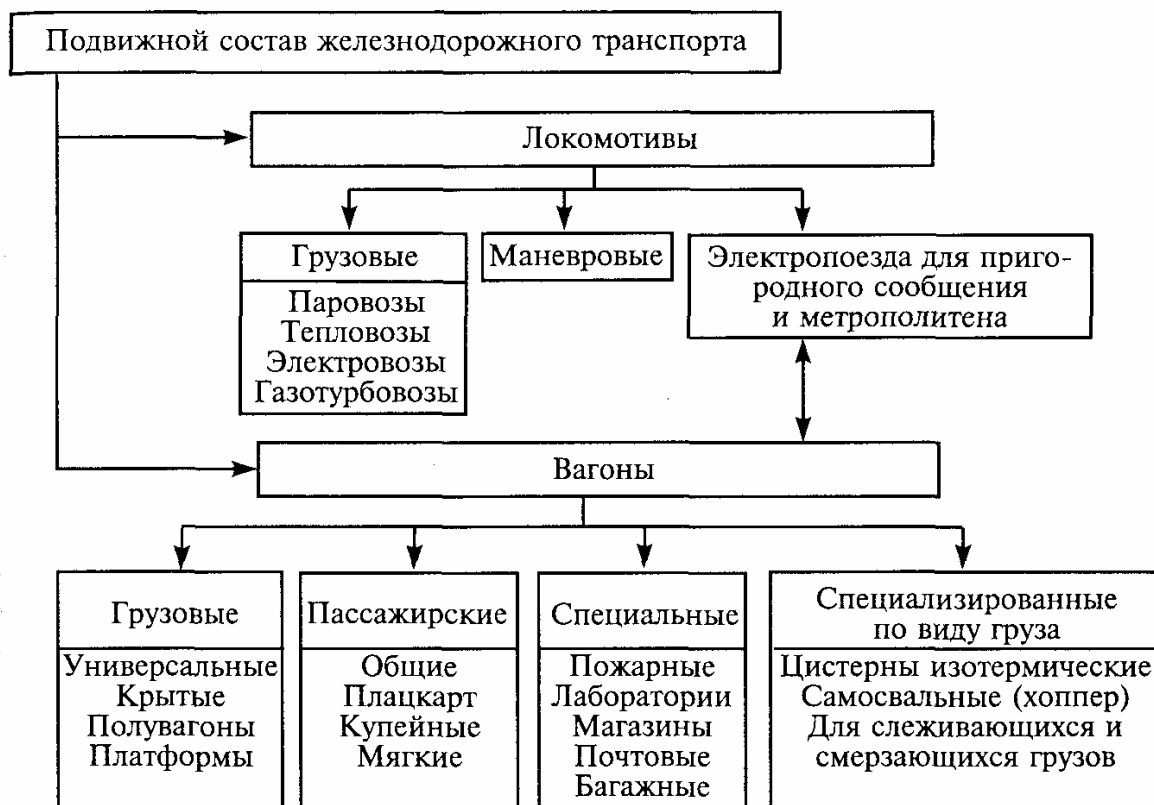 Подвижной состав железнодорожного транспорта
Локомотивы
Грузовые
Паровозы
Тепловозы
Электровозы
Газотурбовозы
Маневровые
Электропоезда для приго-
родного сообщения
и метрополитена
Вагоны
Грузовые
Универсальные
Крытые
Полувагоны
Платформы
Пассажирские
Общие
Плацкарт
Купейные
Мягкие
Специальные
Пожарные
Лаборатории
Магазины
Почтовые
Багажные
Специализированные
по виду груза
Цистерны изотермические
Самосвальные (хоппер)
Для слеживающихся и
смерзающихся грузов